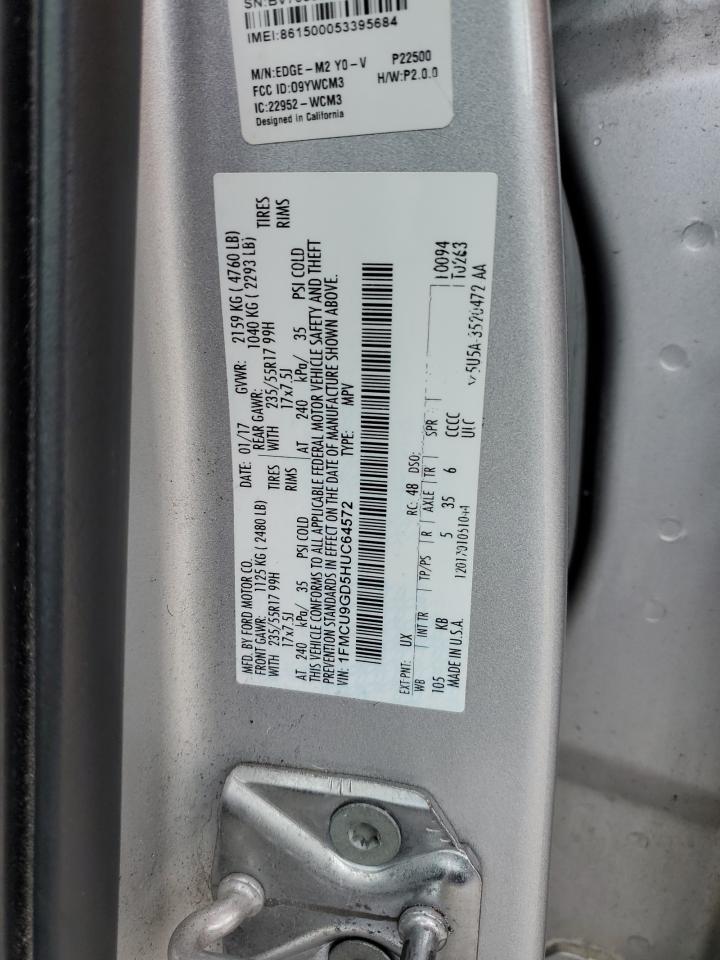 IMEI:861500053395684
M/N:EDGE-M2 Y0-V P22500
FCC ID:O9YWCM3 H/W:P2.0.0
IC:22952-WCM3
Designed in California
MFD. BY FORD MOTOR CO.
DATE: 01/17 GVWR: 2159 KG ( 4760 LB)
FRONT GAWR: 1125 KG ( 2480 LB) REAR GAWR: 1040 KG ( 2293 LB)
WITH 235/55R17 99H TIRES WITH 235/55R17 99H TIRES
17x7.5J RIMS 17x7.5J RIMS
AT 240 kPa/ 35 PSI COLD AT 240 kPa/ 35 PSI COLD
THIS VEHICLE CONFORMS TO ALL APPLICABLE FEDERAL MOTOR VEHICLE SAFETY AND THEFT
PREVENTION STANDARDS IN EFFECT ON THE DATE OF MANUFACTURE SHOWN ABOVE.
VIN: 1FMCU9GD5HUC64572 TYPE: MPV
EXT PNT: UX RC: 48 DSO:
WB INT TR TP/PS R AXLE TR SPR 10094
105 KB 5 35 6 CCCC T0263
MADE IN U.S.A. UIC